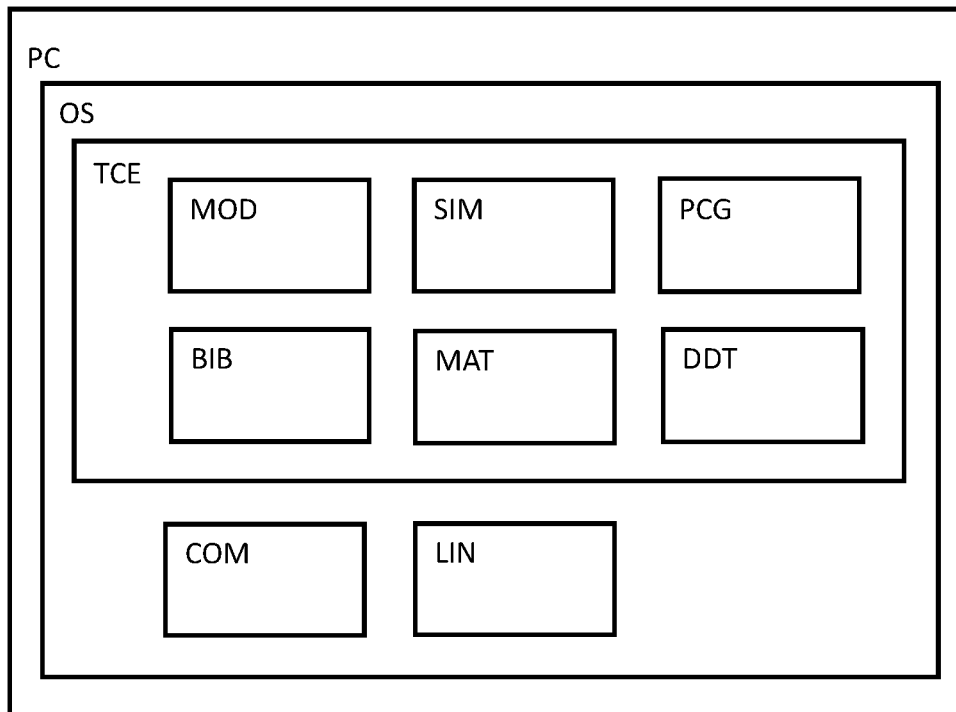 PC
OS
TCE
MOD
SIM
PCG
BIB
MAT
DDT
COM
LIN